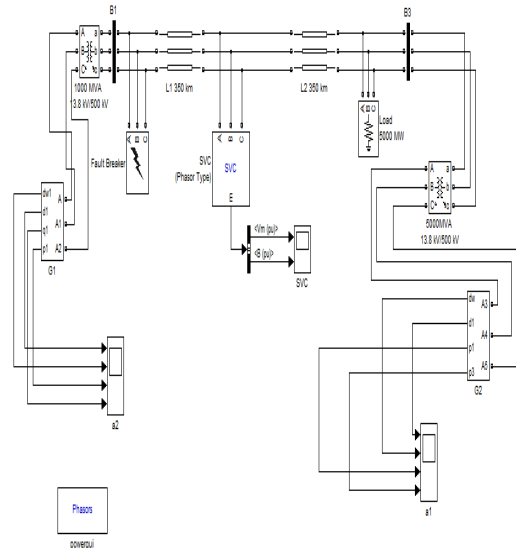 B1
B3
A a
B b
C c
1000 MVA
13.8 kV/500 kV
L1 350 km
L2 350 km
A B C
Fault Breaker
A B C
SVC
(Phasor Type)
SVC
E
A B C
Load
5000 MW
A a
B b
C c
5000MVA
13.8 kV/500 kV
dw1 A
d1
q1 A1
p1 A2
G1
<Vm (pu)>
<B (pu)>
SVC
dw A3
d1
p1 A4
p3 A5
G2
a2
a1
Phasors
powergui